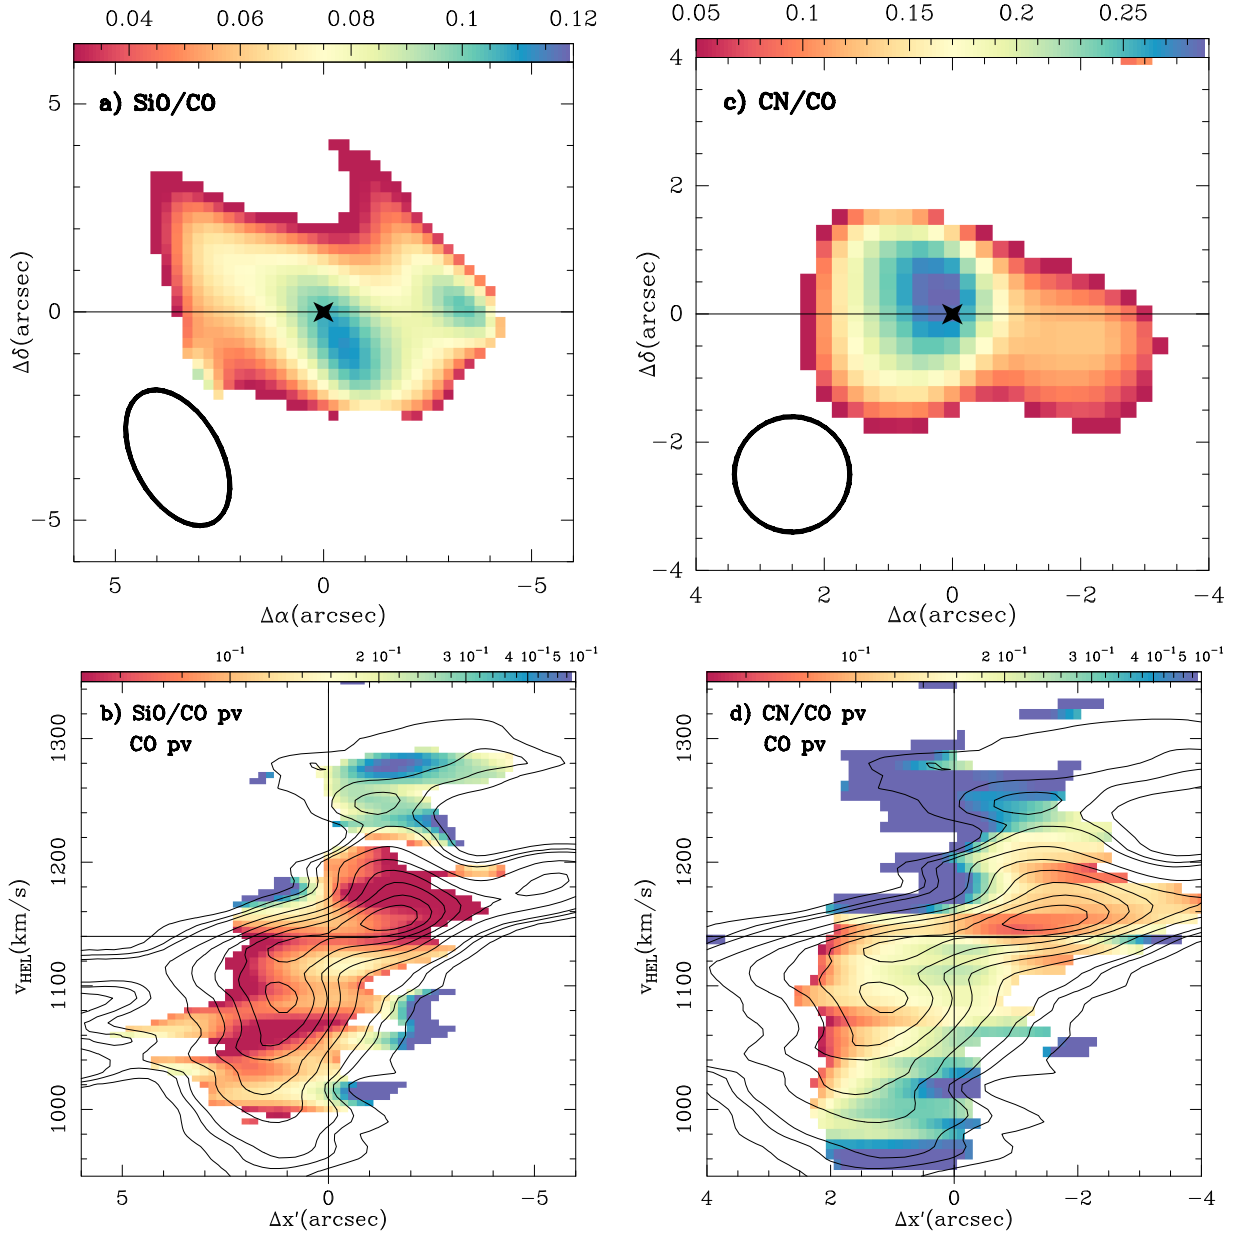 0.04 0.06 0.08 0.1 0.12
a) SiO/CO
5
0
−5
Δδ(arcsec)
5 0 −5
Δα(arcsec)
0.05 0.1 0.15 0.2 0.25
c) CN/CO
2
0
−2
−4
Δδ(arcsec)
4 2 0 −2 −4
Δα(arcsec)
10⁻¹ 2 10⁻¹ 3 10⁻¹ 4 10⁻¹ 5 10⁻¹
b) SiO/CO pv
CO pv
1300
1200
1100
1000
v_HEL(km/s)
5 0 −5
Δx′(arcsec)
10⁻¹ 2 10⁻¹ 3 10⁻¹ 4 10⁻¹ 5 10⁻¹
d) CN/CO pv
CO pv
1300
1200
1100
1000
v_HEL(km/s)
4 2 0 −2 −4
Δx′(arcsec)